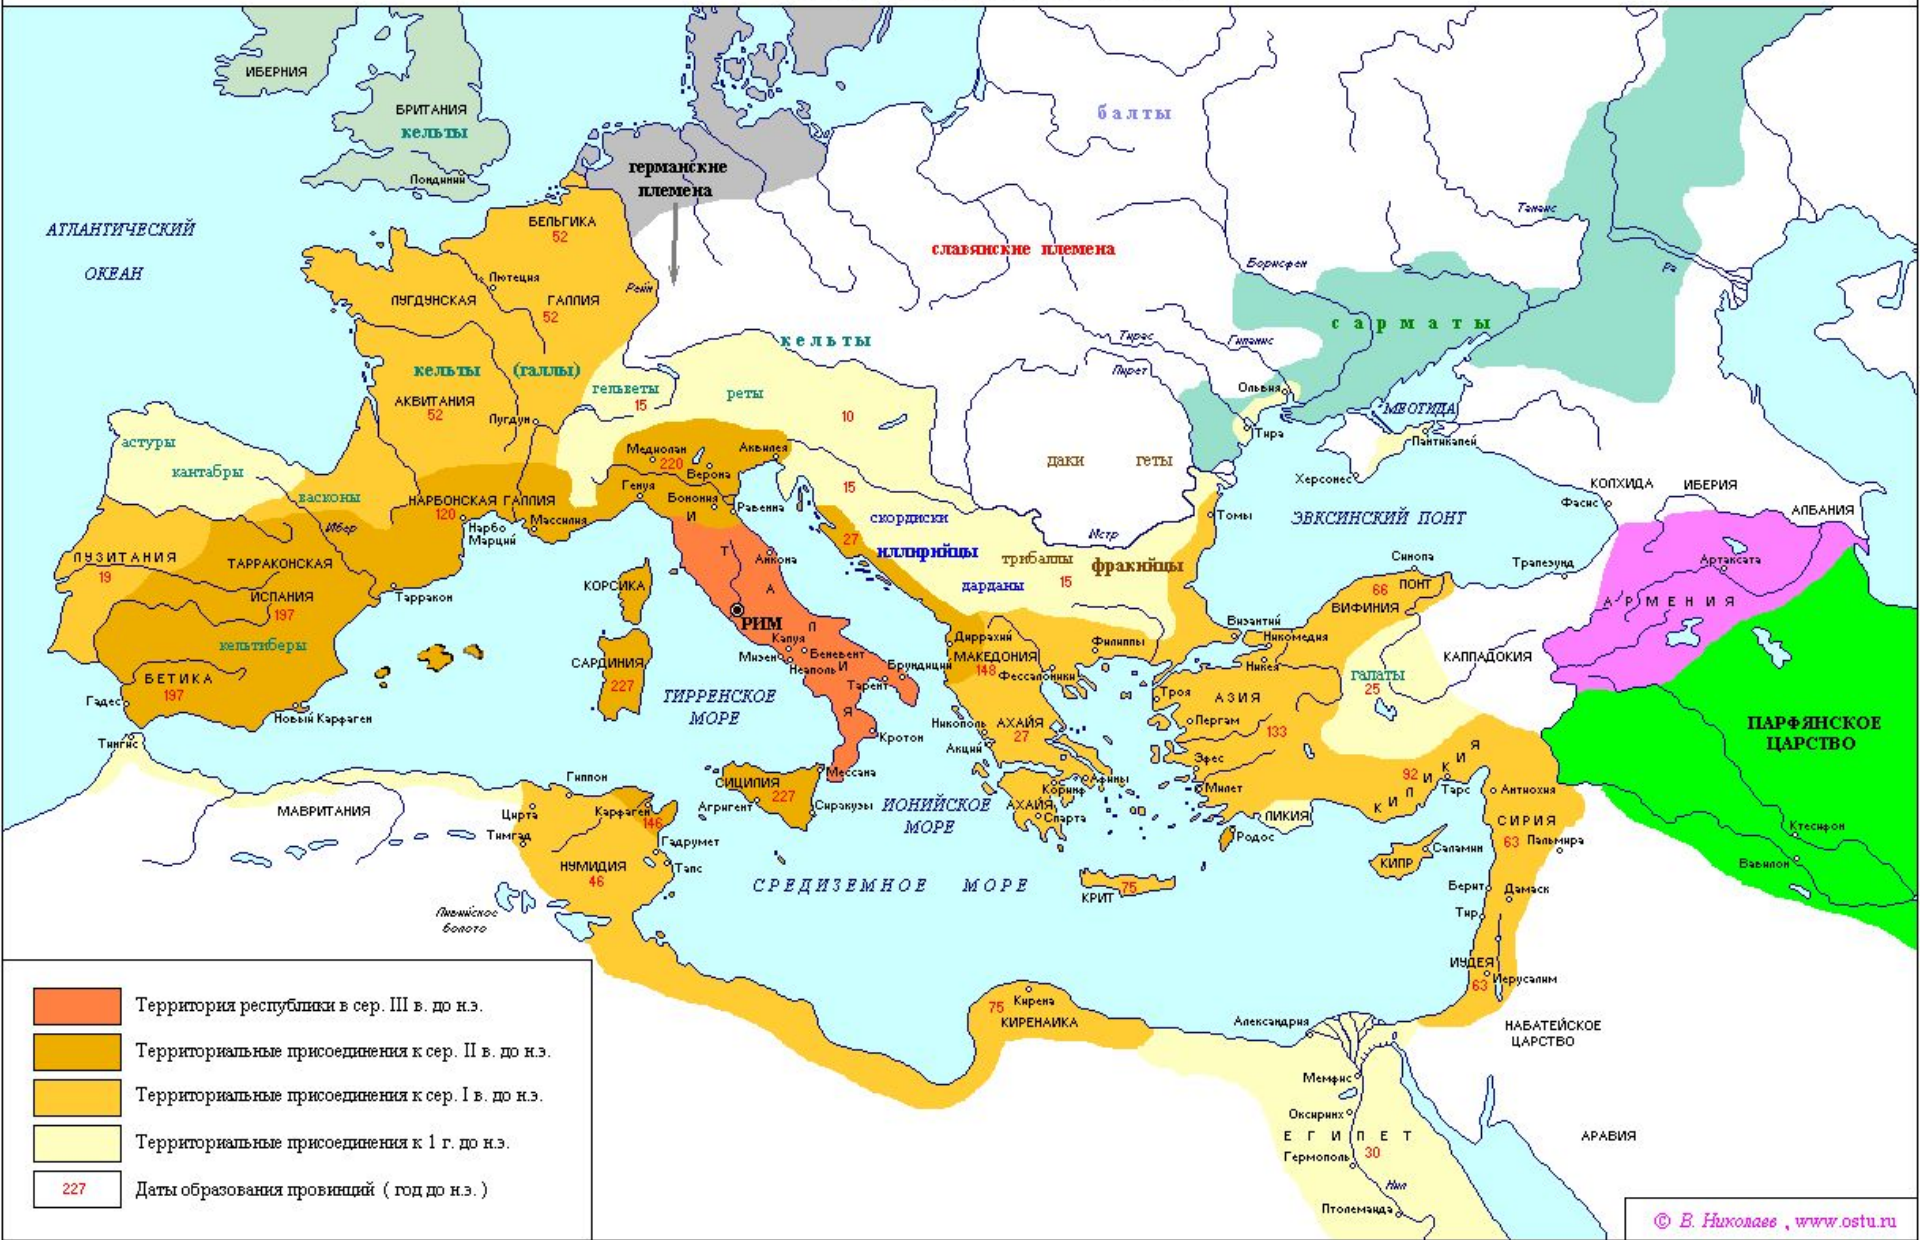 ИБЕРНИЯ
БРИТАНИЯ
кельты
Лондиний
АТЛАНТИЧЕСКИЙ
ОКЕАН
германские
племена
балты
славянские племена
Танаис
Борисфен
Ра
сарматы
БЕЛЬГИКА
52
Лютеция
ЛУГДУНСКАЯ
ГАЛЛИЯ
52
Рейн
кельты
(галлы)
АКВИТАНИЯ
52
Лугдун
гельветы
15
кельты
реты
10
Тирас
Гипанис
Пирет
Ольвия
Тира
МЕОТИДА
Пантикапей
Херсонес
даки
геты
астуры
кантабры
васконы
Ибер
НАРБОНСКАЯ ГАЛЛИЯ
120
Нарбо
Марций
Массилия
Медиолан
220
Верона
Аквилея
Генуя
Бонония
Равенна
15
скордиски
иллирийцы
27
трибаллы
дарданы
15
фракийцы
Истр
Томы
ЭВКСИНСКИЙ ПОНТ
КОЛХИДА
Фасис
ИБЕРИЯ
АЛБАНИЯ
Артаксата
АРМЕНИЯ
Синопа
Трапезунд
66
ПОНТ
ВИФИНИЯ
ЛУЗИТАНИЯ
19
ТАРРАКОНСКАЯ
ИСПАНИЯ
197
кельтиберы
БЕТИКА
197
Гадес
Новый Карфаген
Тарракон
Тингис
КОРСИКА
САРДИНИЯ
227
ИТАЛИЯ
Анкона
РИМ
Капуя
Мизен
Беневент
Неаполь
Брундизий
Тарент
ТИРРЕНСКОЕ
МОРЕ
Кротон
Мессана
СИЦИЛИЯ
227
Агригент
Сиракузы
ИОНИЙСКОЕ
МОРЕ
Диррахий
МАКЕДОНИЯ
148
Фессалоники
Филиппы
Византий
Никомедия
Никея
Никополь
Акций
АХАЙЯ
27
Афины
Коринф
АХАЙЯ
Спарта
Троя
АЗИЯ
Пергам
133
Эфес
Милет
галаты
25
КАППАДОКИЯ
ПАРФЯНСКОЕ
ЦАРСТВО
Ктесифон
Вавилон
92
КИЛИКИЯ
Тарс
Антиохия
СИРИЯ
63
Пальмира
ЛИКИЯ
Родос
КИПР
Саламин
Берит
Дамаск
Тир
ИУДЕЯ
63
Иерусалим
НАБАТЕЙСКОЕ
ЦАРСТВО
МАВРИТАНИЯ
Гиппон
Цирта
Тимгад
Карфаген
146
Гадрумет
Тапс
НУМИДИЯ
46
Ливийское
болото
СРЕДИЗЕМНОЕ МОРЕ
КРИТ
75
75
Кирена
КИРЕНАИКА
Александрия
Мемфис
Оксиринх
ЕГИПЕТ
30
Гермополь
Нил
Птолемаида
АРАВИЯ
Территория республики в сер. III в. до н.э.
Территориальные присоединения к сер. II в. до н.э.
Территориальные присоединения к сер. I в. до н.э.
Территориальные присоединения к 1 г. до н.э.
227
Даты образования провинций ( год до н.э. )
© В. Николаев , www.ostu.ru